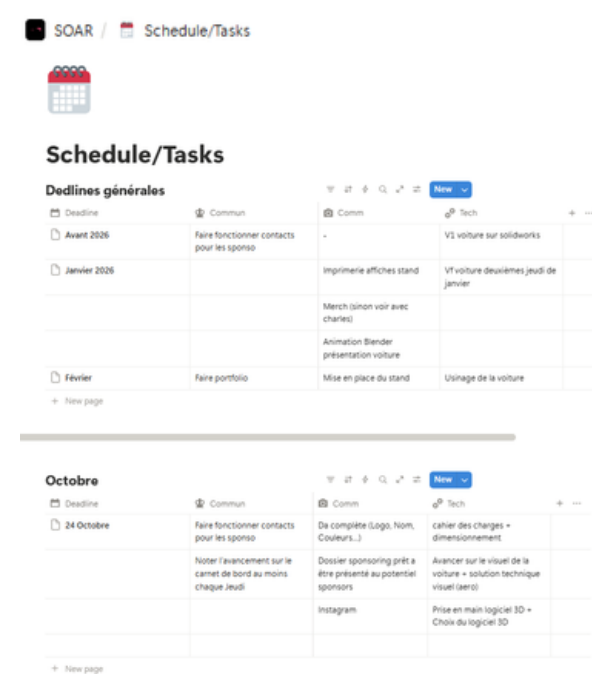 SOAR / Schedule/Tasks
Schedule/Tasks
Dedlines générales
New
Deadline Commun Comm Tech
Avant 2026 Faire fonctionner contacts - V1 voiture sur solidworks
pour les sponso
Janvier 2026 Imprimerie affiches stand Vf voiture deuxièmes jeudi de
janvier
Merch (sinon voir avec
charles)
Animation Blender
présentation voiture
Février Faire portfolio Mise en place du stand Usinage de la voiture
+ New page
Octobre
New
Deadline Commun Comm Tech
24 Octobre Faire fonctionner contacts Da complète (Logo, Nom, cahier des charges +
pour les sponso Couleurs...) dimensionnement
Noter l'avancement sur le Dossier sponsoring prêt a Avancer sur le visuel de la
carnet de bord au moins être présenté au potentiel voiture + solution technique
chaque Jeudi sponsors visuel (aero)
Instagram Prise en main logiciel 3D +
Choix du logiciel 3D
+ New page